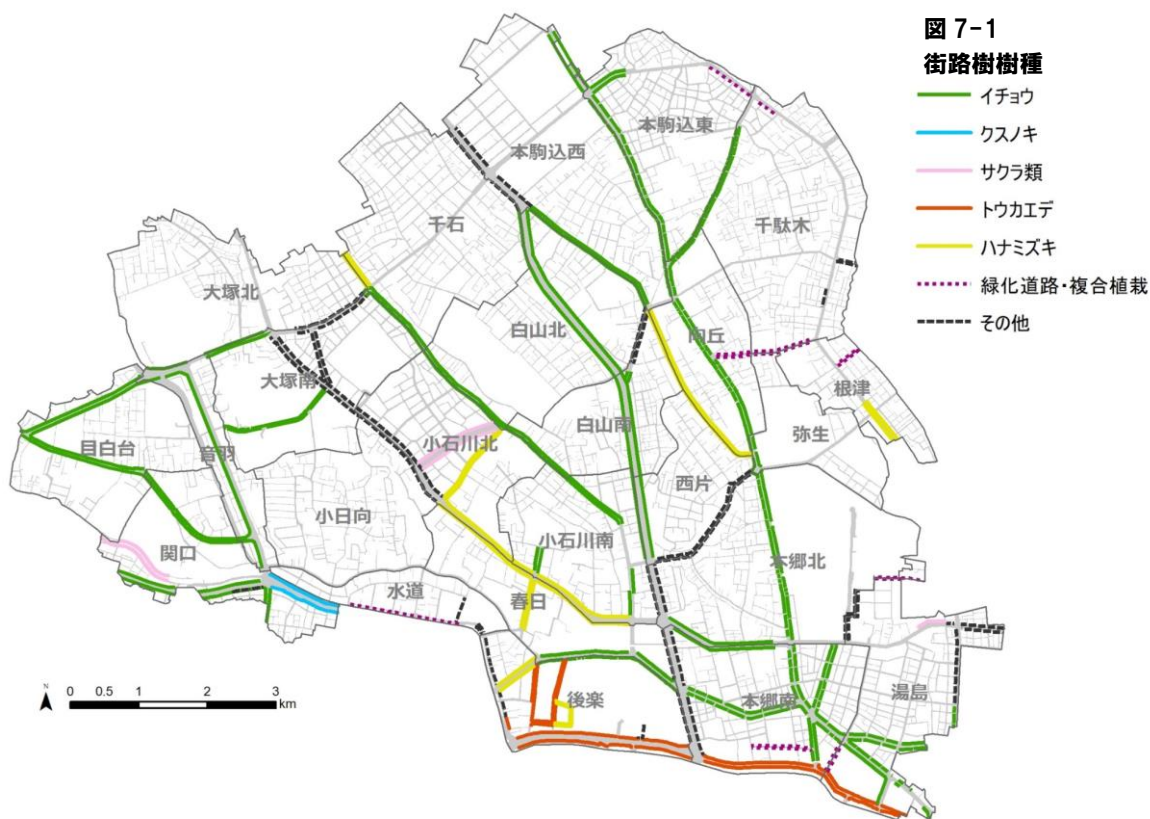 図 7-1
街路樹樹種
イチョウ
クスノキ
サクラ類
トウカエデ
ハナミズキ
緑化道路・複合植栽
その他
本駒込東
本駒込西
千石
千駄木
大塚北
白山北
向丘
大塚南
根津
小石川北
白山南
弥生
目白台
音羽
西片
小日向
小石川南
関口
本郷北
水道
春日
湯島
後楽
本郷南
N
0 0.5 1 2 3
km